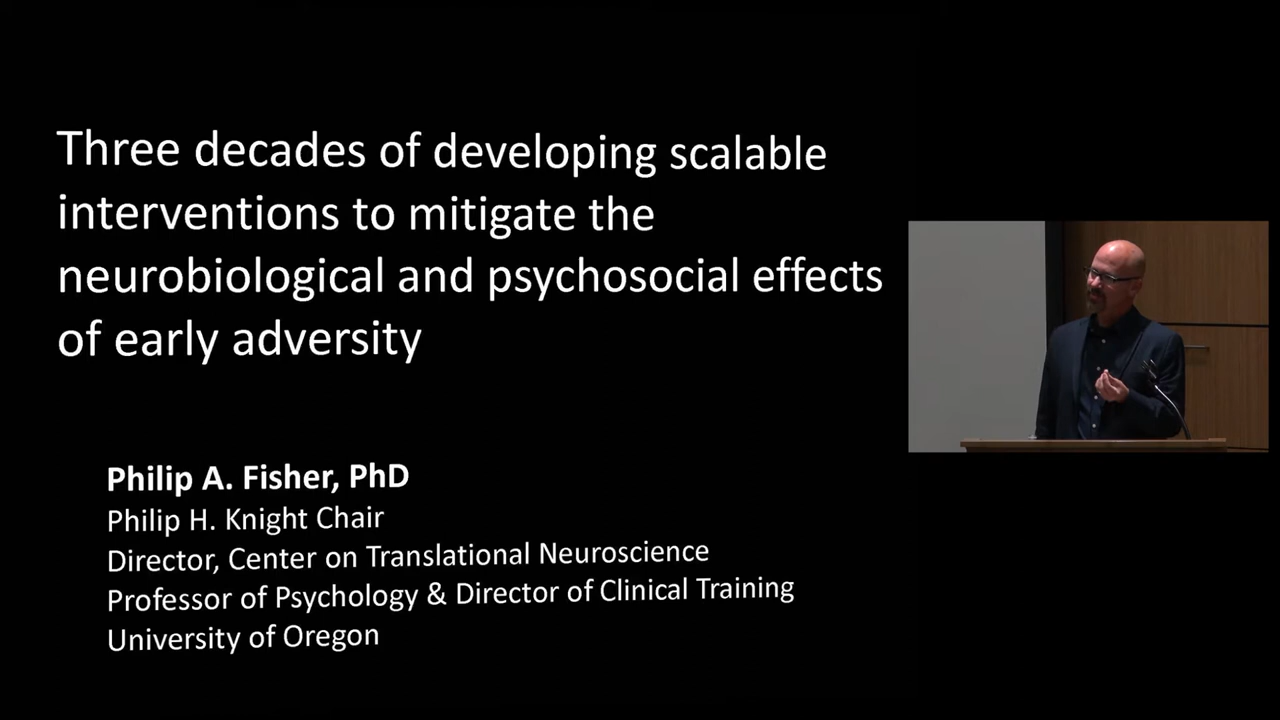 Three decades of developing scalable
interventions to mitigate the
neurobiological and psychosocial effects
of early adversity
Philip A. Fisher, PhD
Philip H. Knight Chair
Director, Center on Translational Neuroscience
Professor of Psychology & Director of Clinical Training
University of Oregon